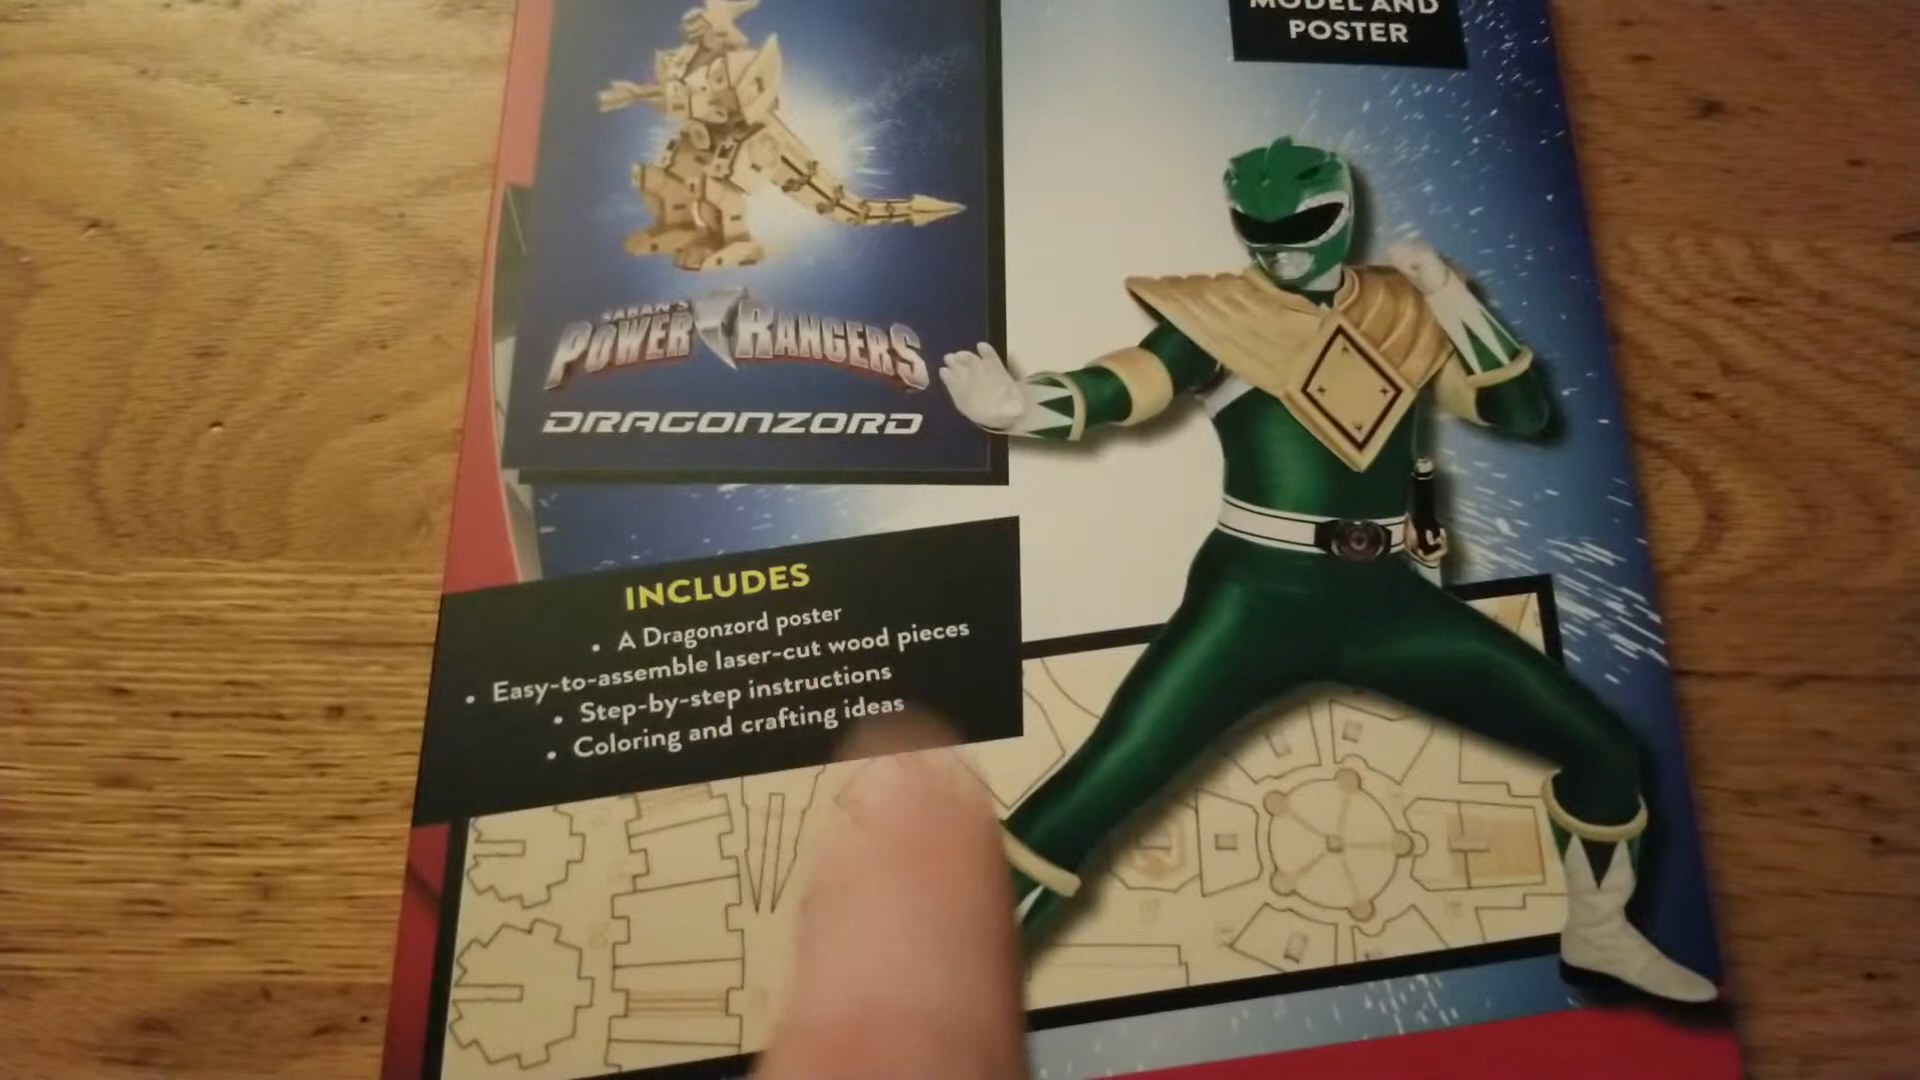 MODEL AND
POSTER
SABAN'S
POWER RANGERS
DRAGONZORD
INCLUDES
• A Dragonzord poster
• Easy-to-assemble laser-cut wood pieces
• Step-by-step instructions
• Coloring and crafting ideas